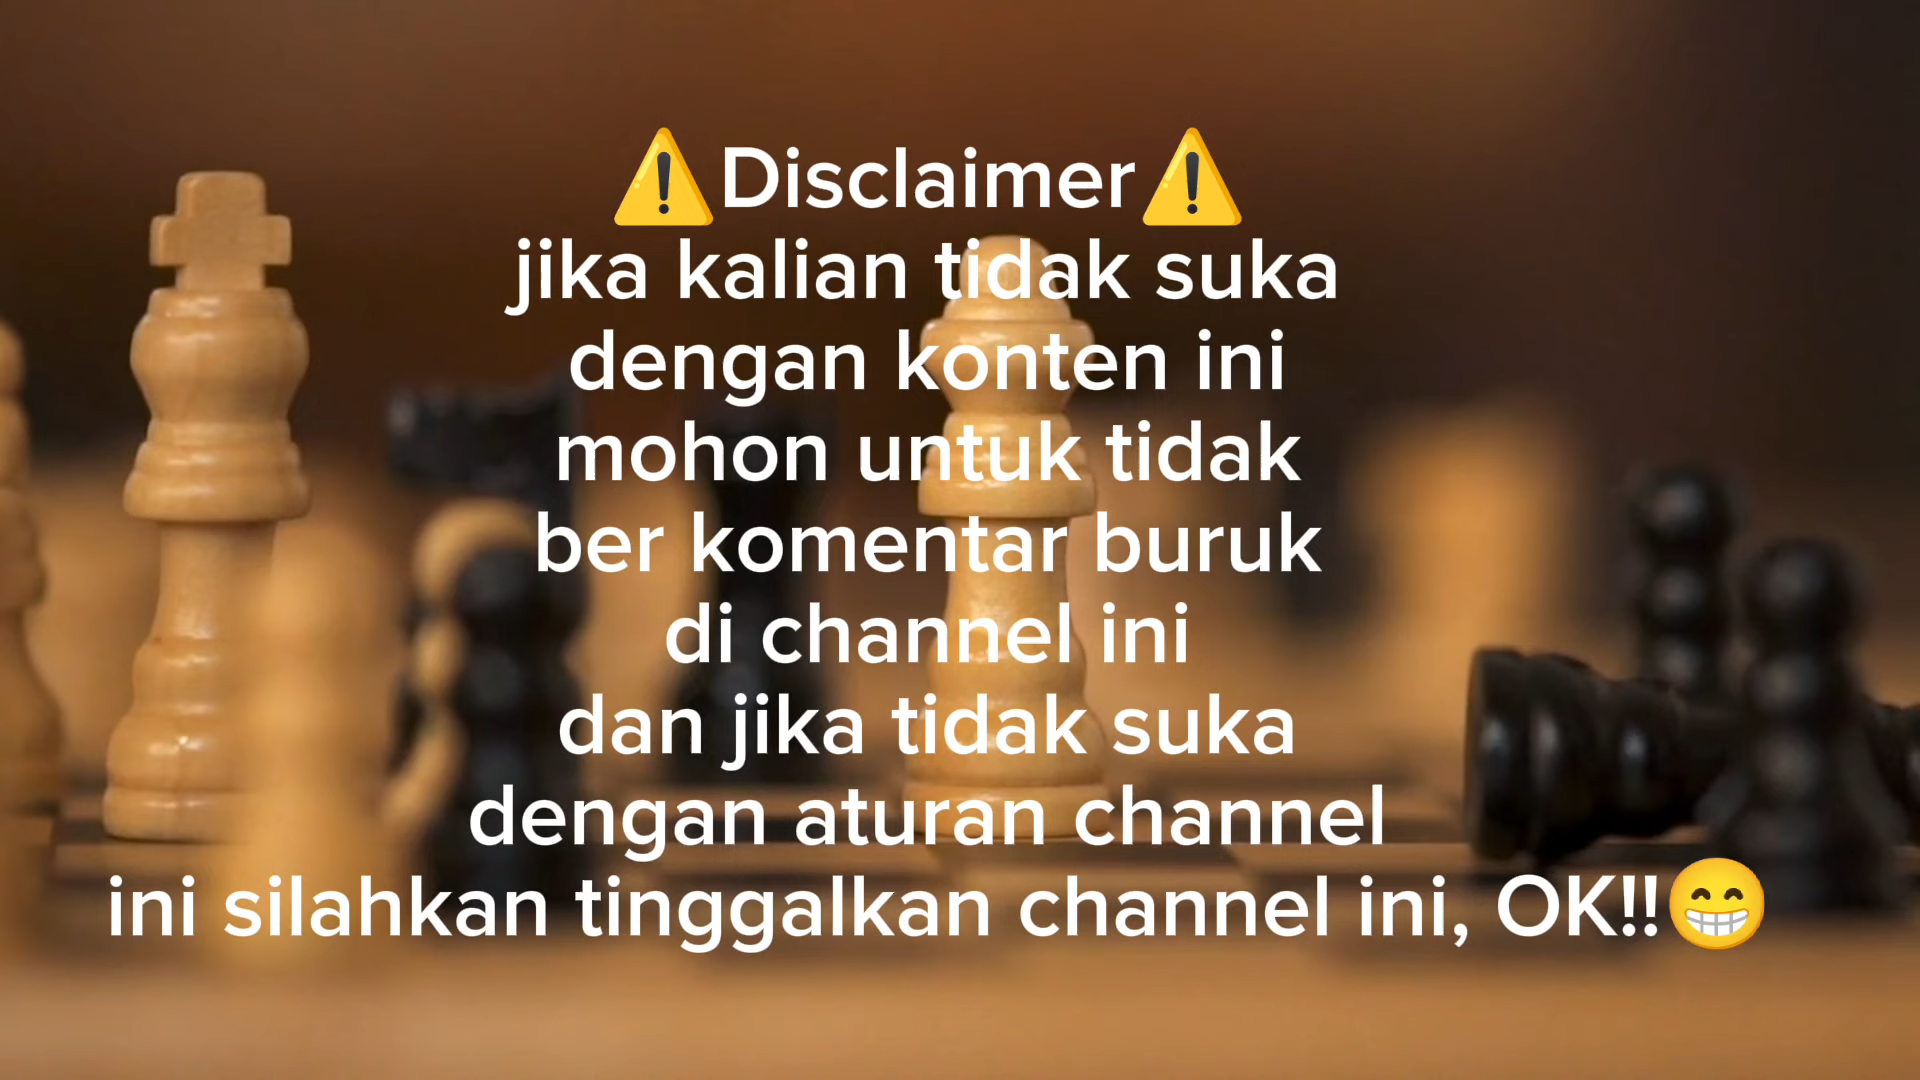 ⚠️Disclaimer⚠️
jika kalian tidak suka
dengan konten ini
mohon untuk tidak
ber komentar buruk
di channel ini
dan jika tidak suka
dengan aturan channel
ini silahkan tinggalkan channel ini, OK!!😁